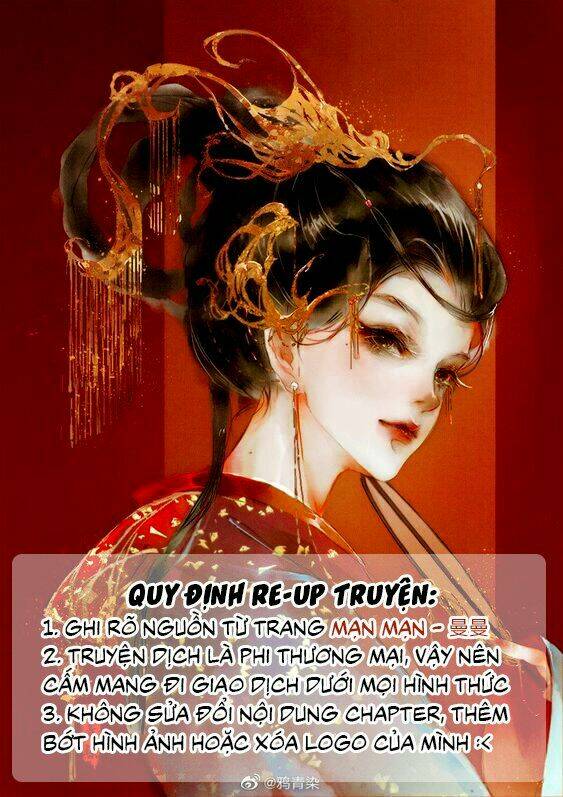 QUY ĐỊNH RE-UP TRUYỆN:
1. GHI RÕ NGUỒN TỪ TRANG MẠN MẠN - 曼曼
2. TRUYỆN DỊCH LÀ PHI THƯƠNG MẠI, VẬY NÊN
CẤM MANG ĐI GIAO DỊCH DƯỚI MỌI HÌNH THỨC
3. KHÔNG SỬA ĐỔI NỘI DUNG CHAPTER, THÊM
BỚT HÌNH ẢNH HOẶC XÓA LOGO CỦA MÌNH :<
@鸦青染